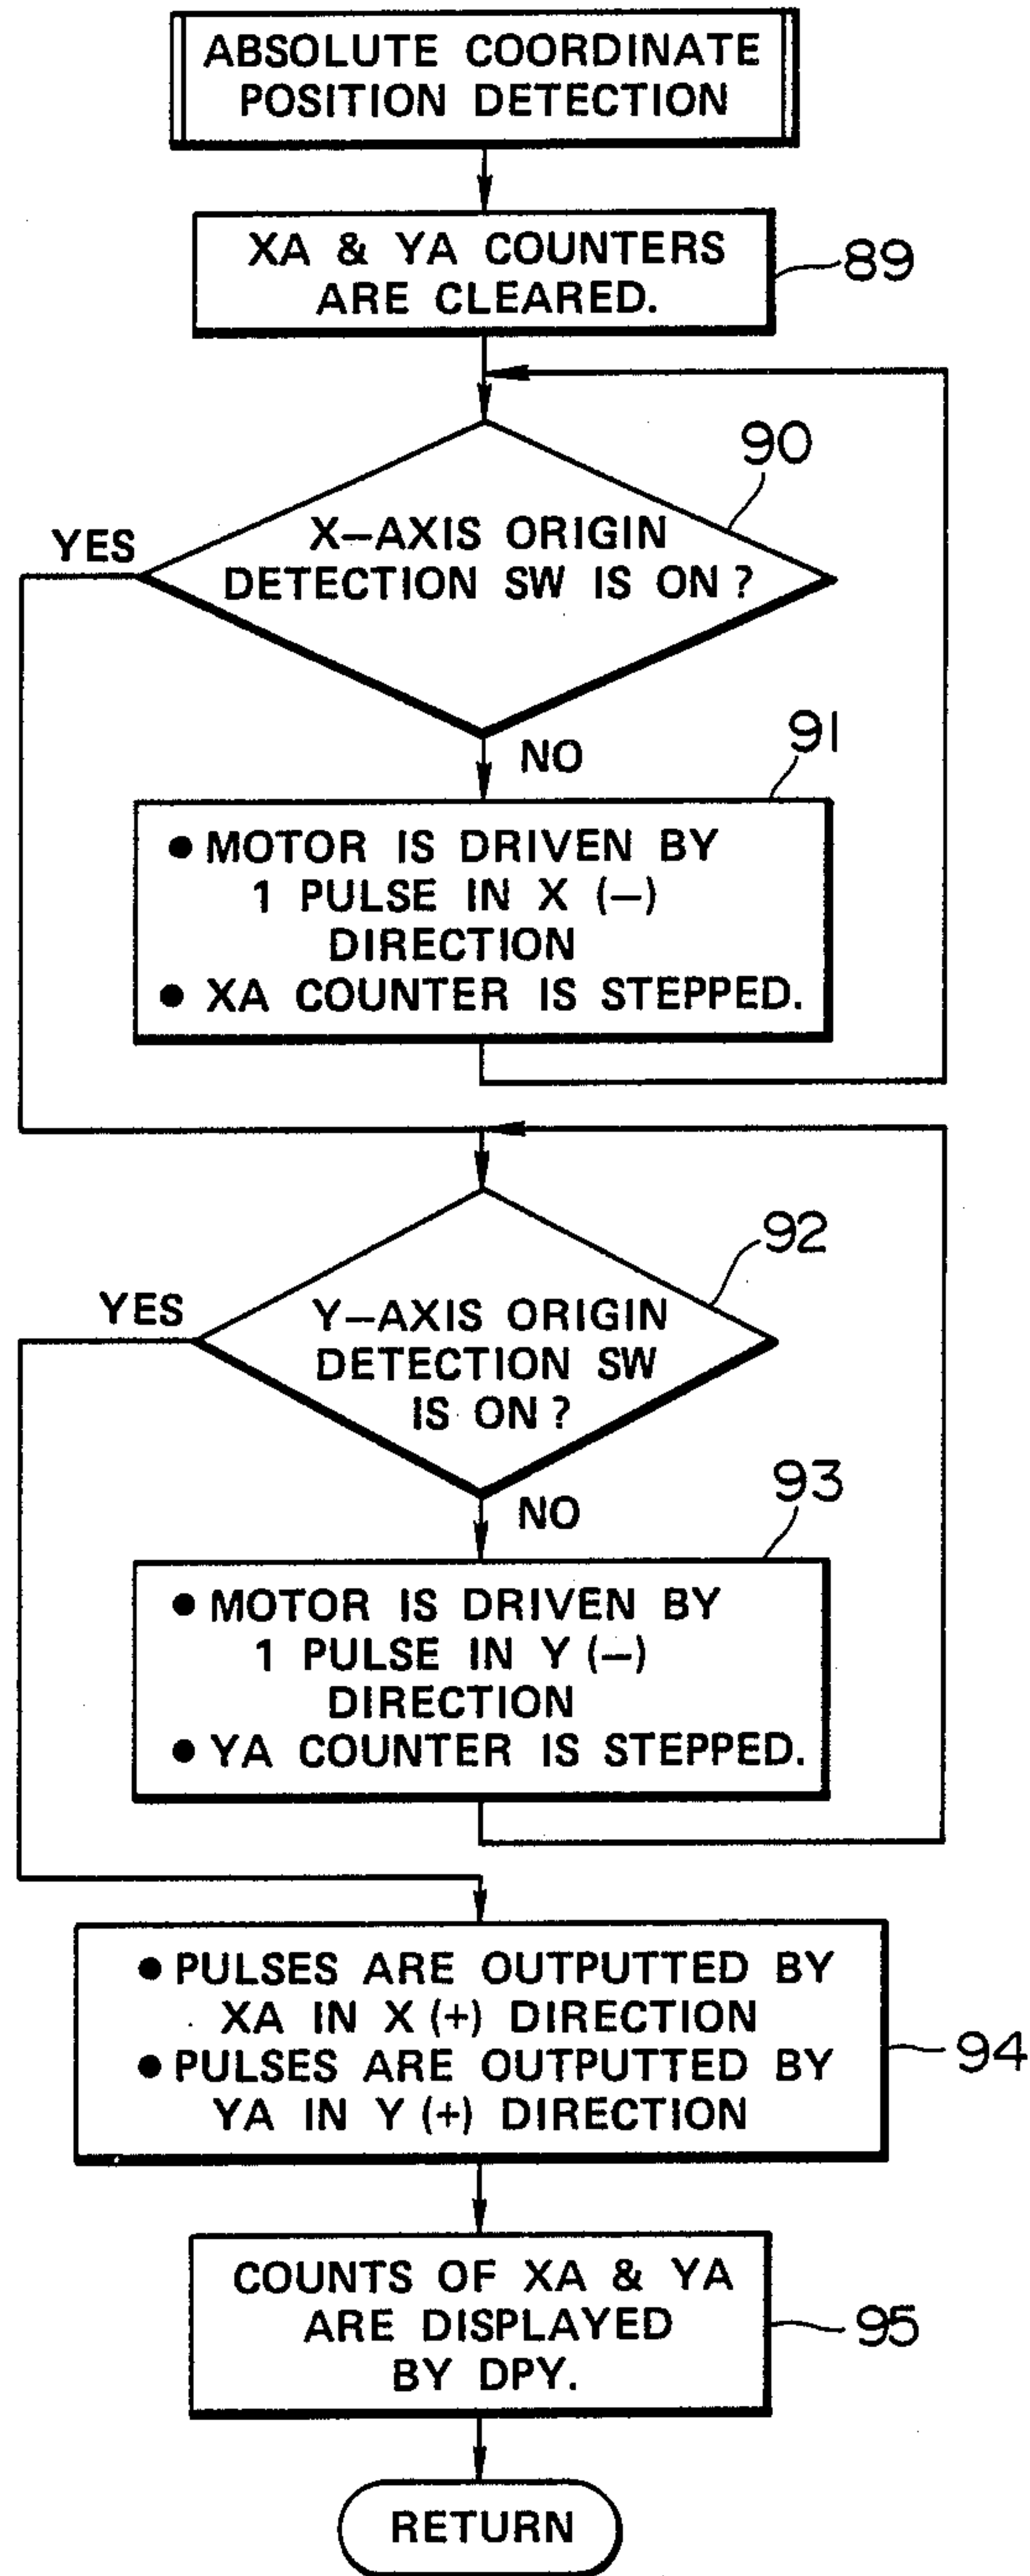 ABSOLUTE COORDINATE
POSITION DETECTION
XA & YA COUNTERS
ARE CLEARED.
89
90
YES
X-AXIS ORIGIN
DETECTION SW IS ON?
NO
91
● MOTOR IS DRIVEN BY
1 PULSE IN X (-)
DIRECTION
● XA COUNTER IS STEPPED.
92
YES
Y-AXIS ORIGIN
DETECTION SW
IS ON?
NO
93
● MOTOR IS DRIVEN BY
1 PULSE IN Y (-)
DIRECTION
● YA COUNTER IS STEPPED.
● PULSES ARE OUTPUTTED BY
XA IN X (+) DIRECTION
● PULSES ARE OUTPUTTED BY
YA IN Y (+) DIRECTION
94
COUNTS OF XA & YA
ARE DISPLAYED
BY DPY.
95
RETURN